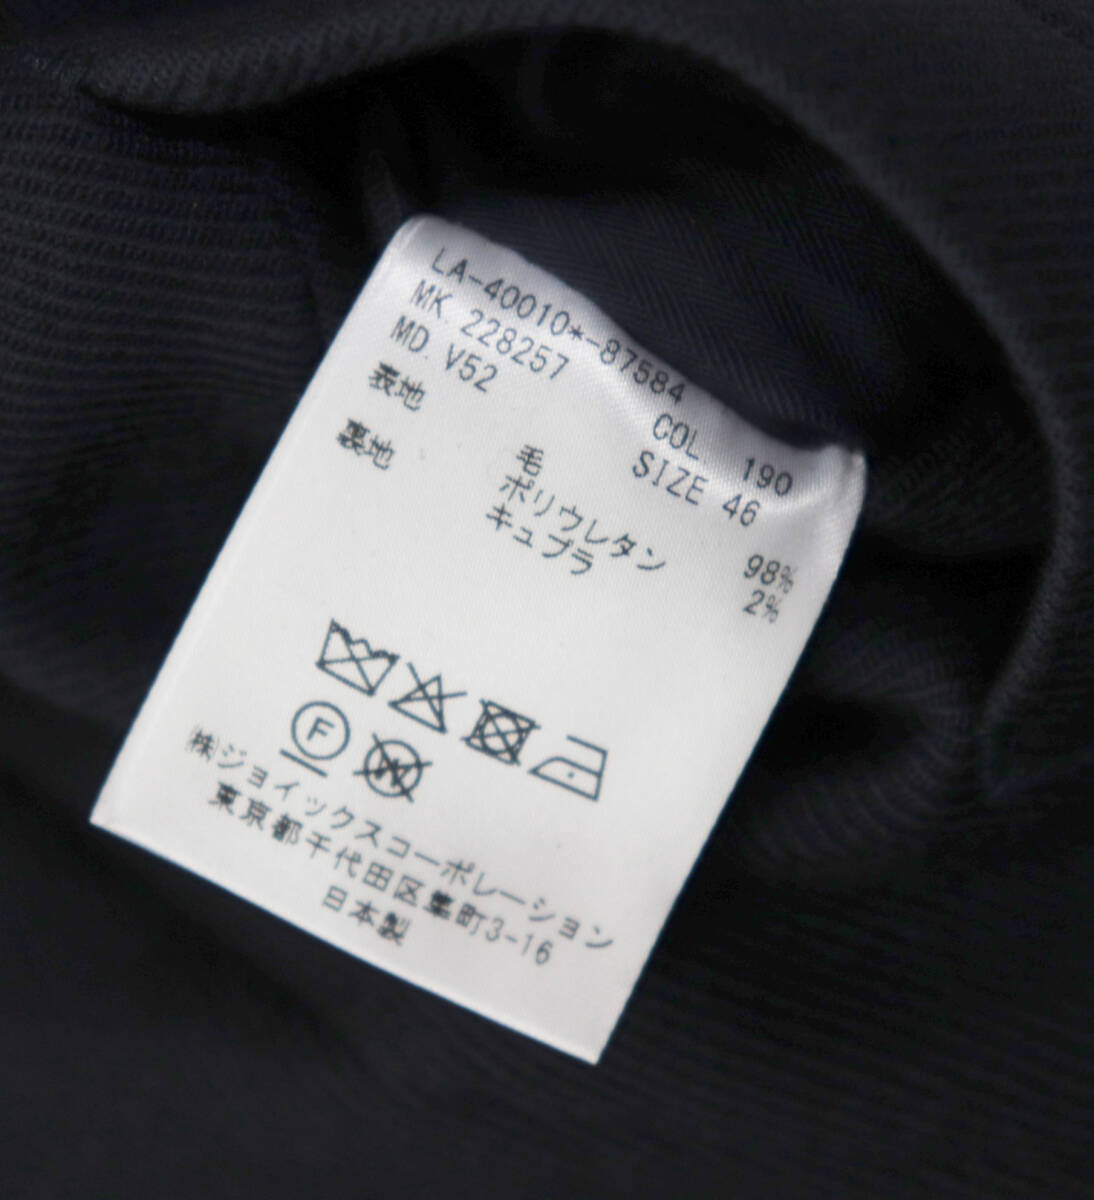 LA-40010*-87584
MK. 228257 COL 190
MD. V52 SIZE 46
表地 毛 98%
ポリウレタン 2%
裏地 キュプラ
F
W
㈱ジョイックスコーポレーション
東京都千代田区麹町3-16
日本製